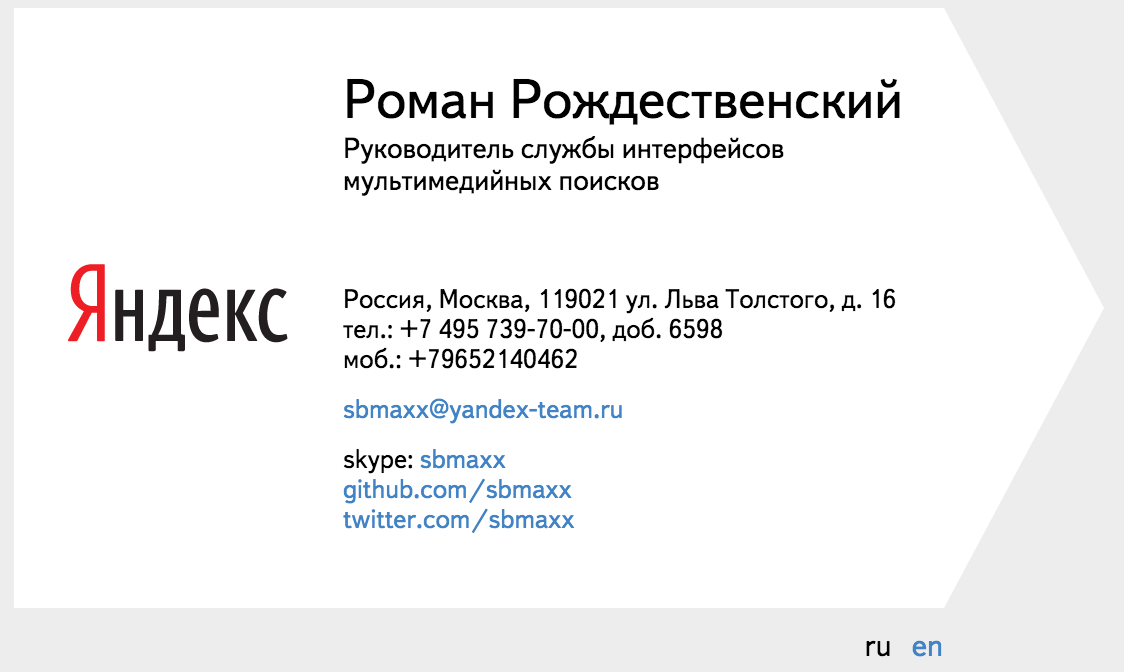 Роман Рождественский
Руководитель службы интерфейсов
мультимедийных поисков
Яндекс
Россия, Москва, 119021 ул. Льва Толстого, д. 16
тел.: +7 495 739-70-00, доб. 6598
моб.: +79652140462
sbmaxx@yandex-team.ru
skype: sbmaxx
github.com/sbmaxx
twitter.com/sbmaxx
ru en